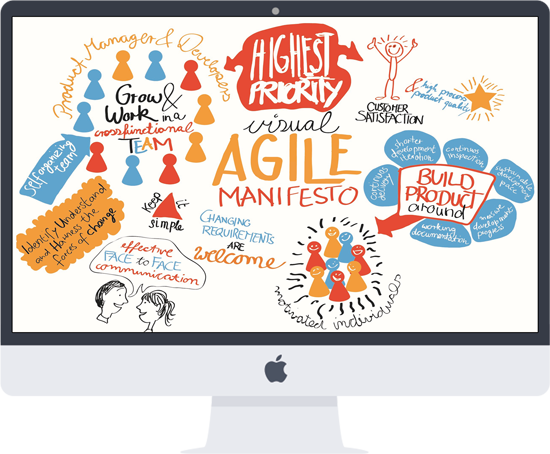 Product Manager & Developers
Grow &
Work in a
crossfunctional
TEAM
self organizing
team
Identify, Understand
and Harness the
forces of change
KEEP
it
simple
effective
FACE to FACE
communication
HIGHEST
PRIORITY
visual
AGILE
MANIFESTO
CHANGING
REQUIREMENTS
ARE
welcome
CUSTOMER
SATISFACTION
& high process
product quality
shorter
development
iteration
continuous
inspection
sustainable
development
continuous
delivery
BUILD
PRODUCT
around
working
documentation
development
progress
motivated individuals